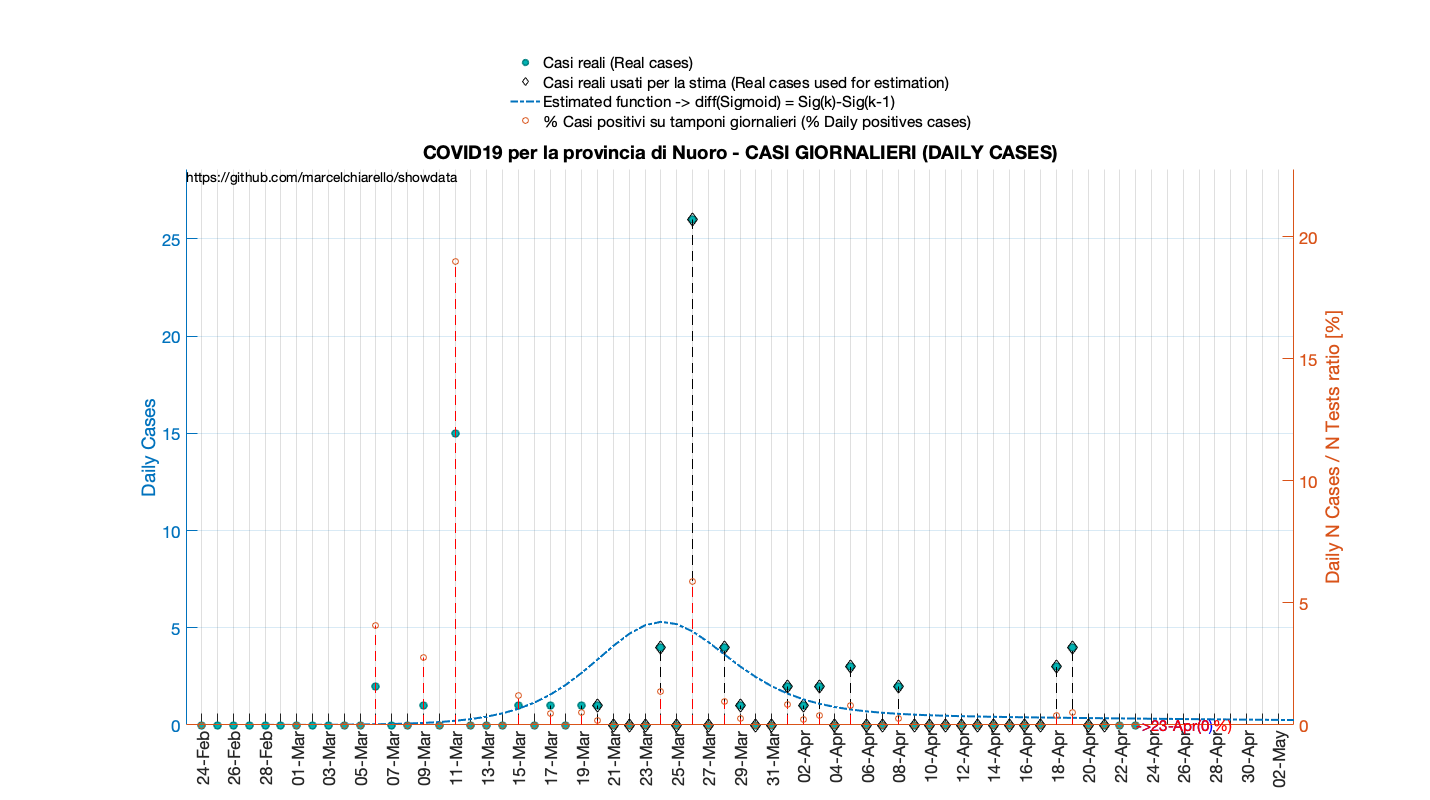 Casi reali (Real cases)
Casi reali usati per la stima (Real cases used for estimation)
Estimated function -> diff(Sigmoid) = Sig(k)-Sig(k-1)
% Casi positivi su tamponi giornalieri (% Daily positives cases)
COVID19 per la provincia di Nuoro - CASI GIORNALIERI (DAILY CASES)
https://github.com/marcelchiarello/showdata
25
20
15
10
5
0
Daily Cases
20
15
10
5
0
Daily N Cases / N Tests ratio [%]
24-Feb
26-Feb
28-Feb
01-Mar
03-Mar
05-Mar
07-Mar
09-Mar
11-Mar
13-Mar
15-Mar
17-Mar
19-Mar
21-Mar
23-Mar
25-Mar
27-Mar
29-Mar
31-Mar
02-Apr
04-Apr
06-Apr
08-Apr
10-Apr
12-Apr
14-Apr
16-Apr
18-Apr
20-Apr
22-Apr
24-Apr
26-Apr
28-Apr
30-Apr
02-May